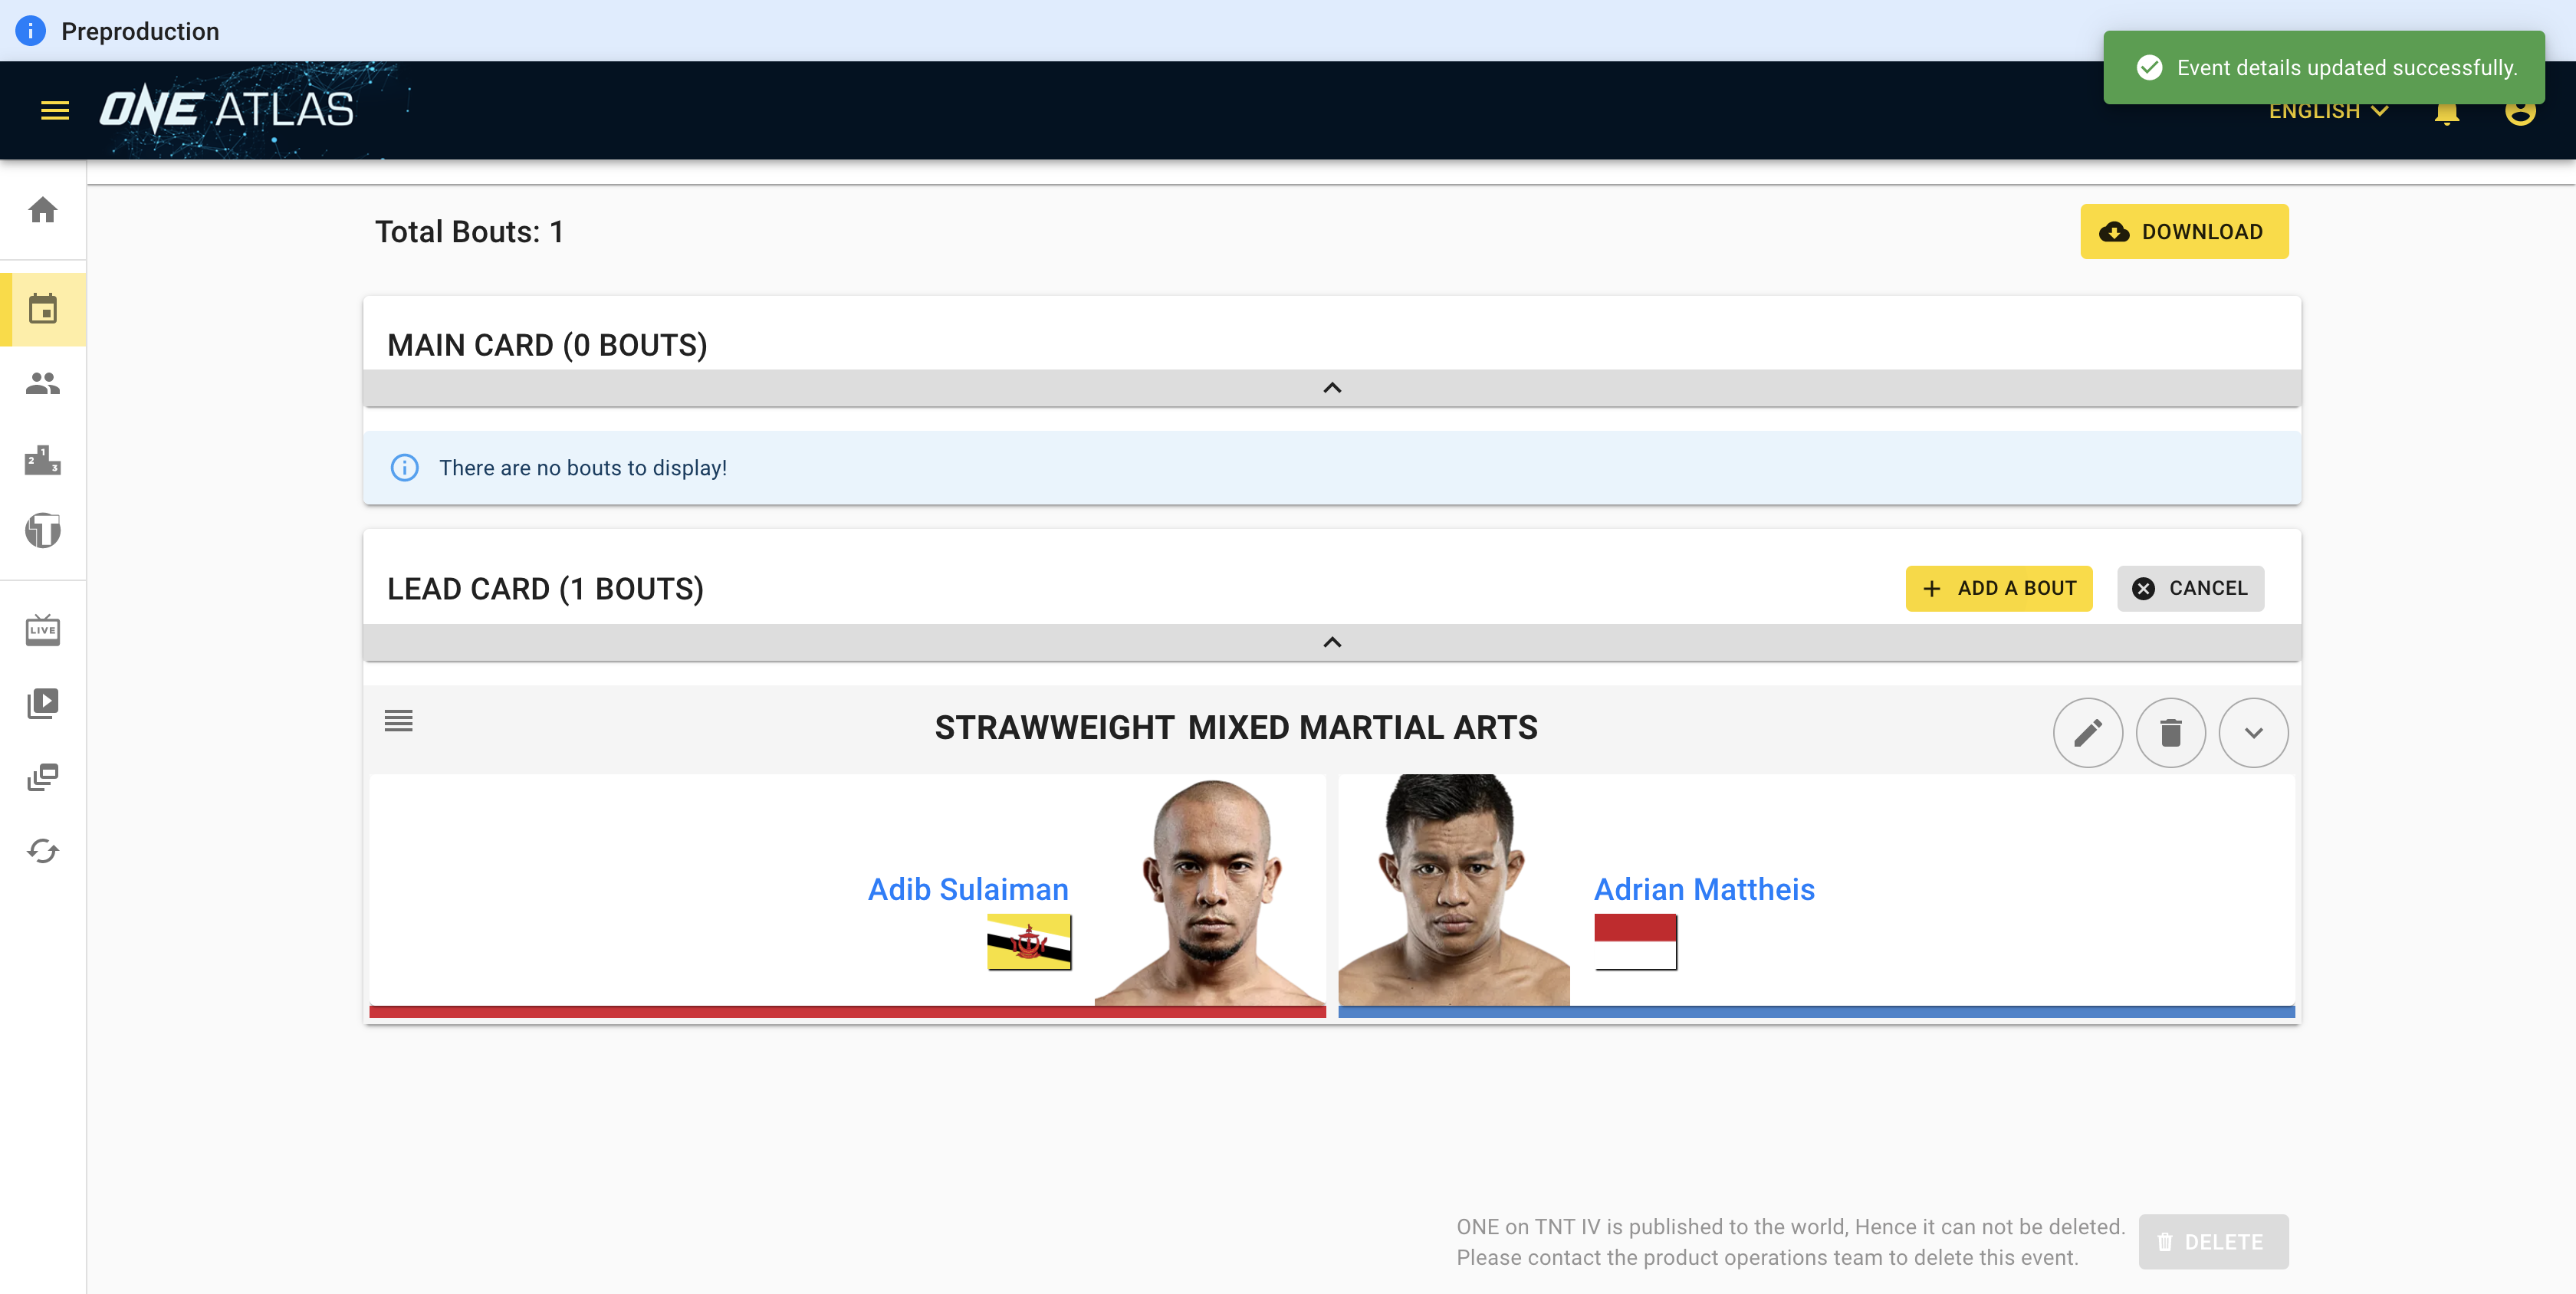 Preproduction
Event details updated successfully.
ONE ATLAS
ENGLISH
Total Bouts: 1
DOWNLOAD
MAIN CARD (0 BOUTS)
There are no bouts to display!
LEAD CARD (1 BOUTS)
ADD A BOUT
CANCEL
STRAWWEIGHT MIXED MARTIAL ARTS
Adib Sulaiman
Adrian Mattheis
2 1 3
T
LIVE
ONE on TNT IV is published to the world, Hence it can not be deleted.
Please contact the product operations team to delete this event.
DELETE